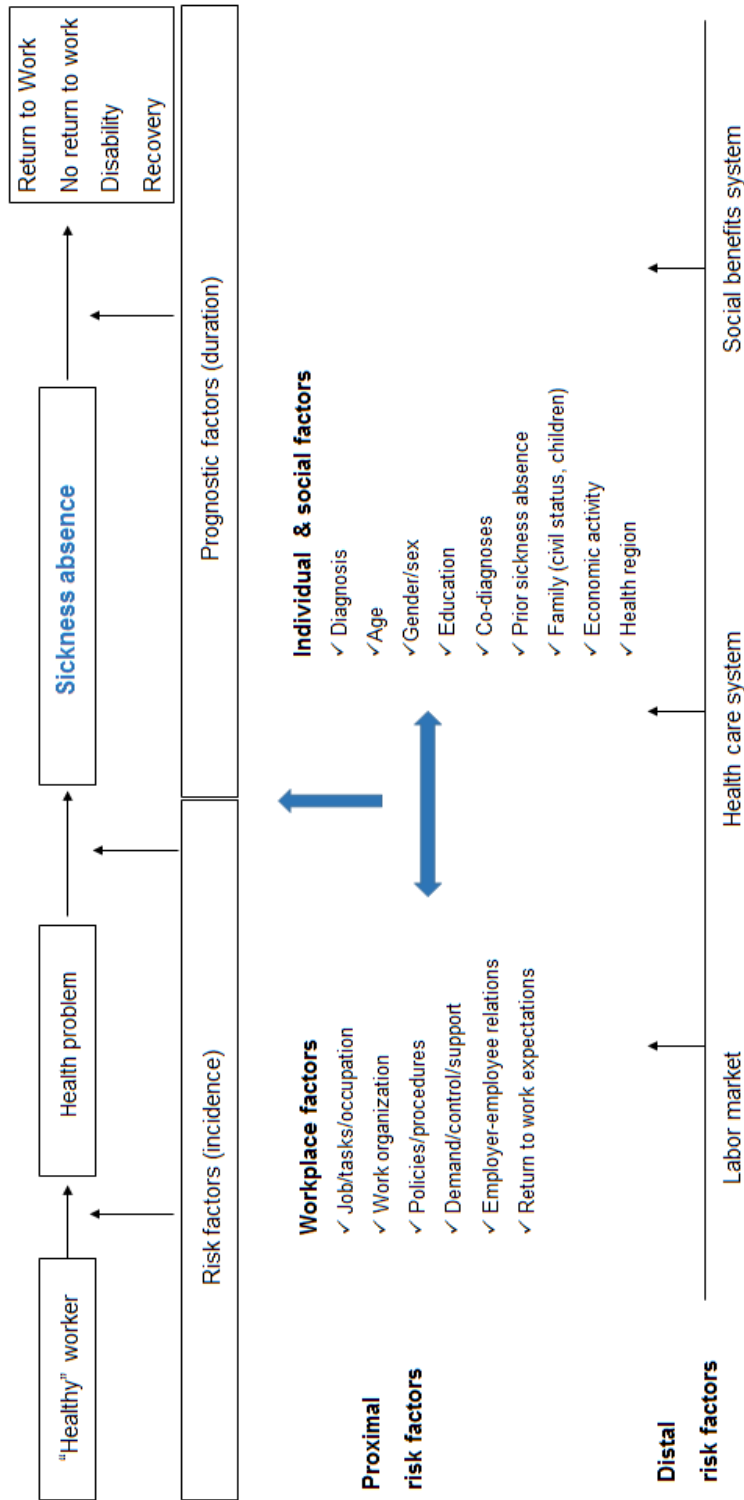 “Healthy” worker
Health problem
Sickness absence
Return to Work
No return to work
Disability
Recovery
Risk factors (incidence)
Prognostic factors (duration)
Proximal
risk factors
Workplace factors
✓ Job/tasks/occupation
✓ Work organization
✓ Policies/procedures
✓ Demand/control/support
✓ Employer-employee relations
✓ Return to work expectations
Individual & social factors
✓ Diagnosis
✓ Age
✓ Gender/sex
✓ Education
✓ Co-diagnoses
✓ Prior sickness absence
✓ Family (civil status, children)
✓ Economic activity
✓ Health region
Distal
risk factors
Labor market
Health care system
Social benefits system